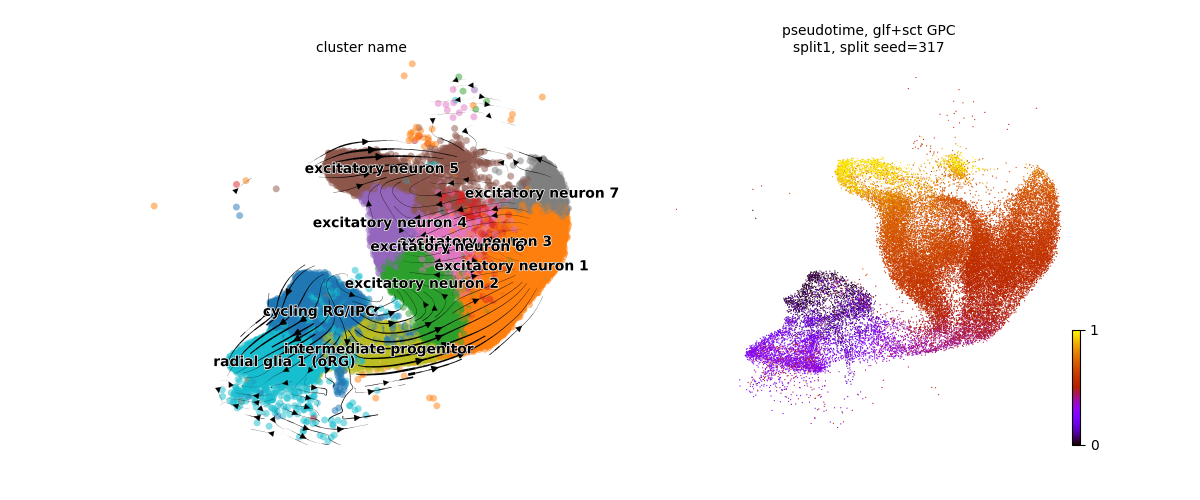 cluster name
excitatory neuron 5
excitatory neuron 7
excitatory neuron 4
excitatory neuron 3
excitatory neuron 6
excitatory neuron 1
excitatory neuron 2
cycling RG/IPC
intermediate progenitor
radial glia 1 (oRG)
pseudotime, glf+sct GPC
split1, split seed=317
1
0